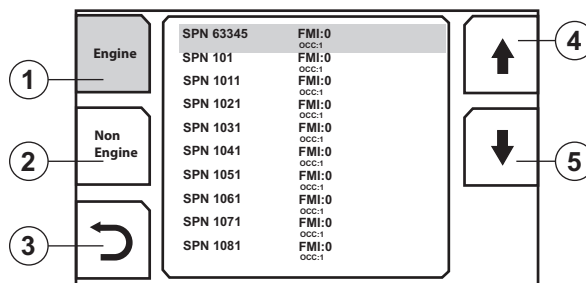 Engine
Non
Engine
SPN 63345 FMI:0
OCC:1
SPN 101 FMI:0
OCC:1
SPN 1011 FMI:0
OCC:1
SPN 1021 FMI:0
OCC:1
SPN 1031 FMI:0
OCC:1
SPN 1041 FMI:0
OCC:1
SPN 1051 FMI:0
OCC:1
SPN 1061 FMI:0
OCC:1
SPN 1071 FMI:0
OCC:1
SPN 1081 FMI:0
OCC:1
1
2
3
4
5